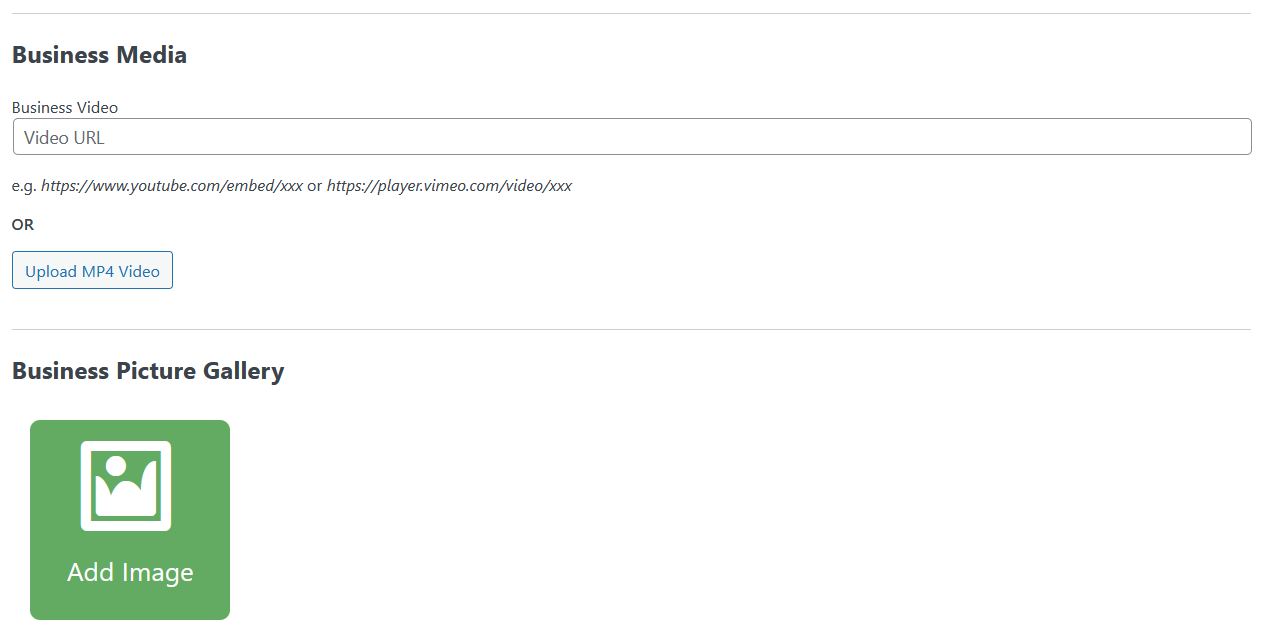 Business Media
Business Video
Video URL
e.g. https://www.youtube.com/embed/xxx or https://player.vimeo.com/video/xxx
OR
Upload MP4 Video
Business Picture Gallery
Add Image